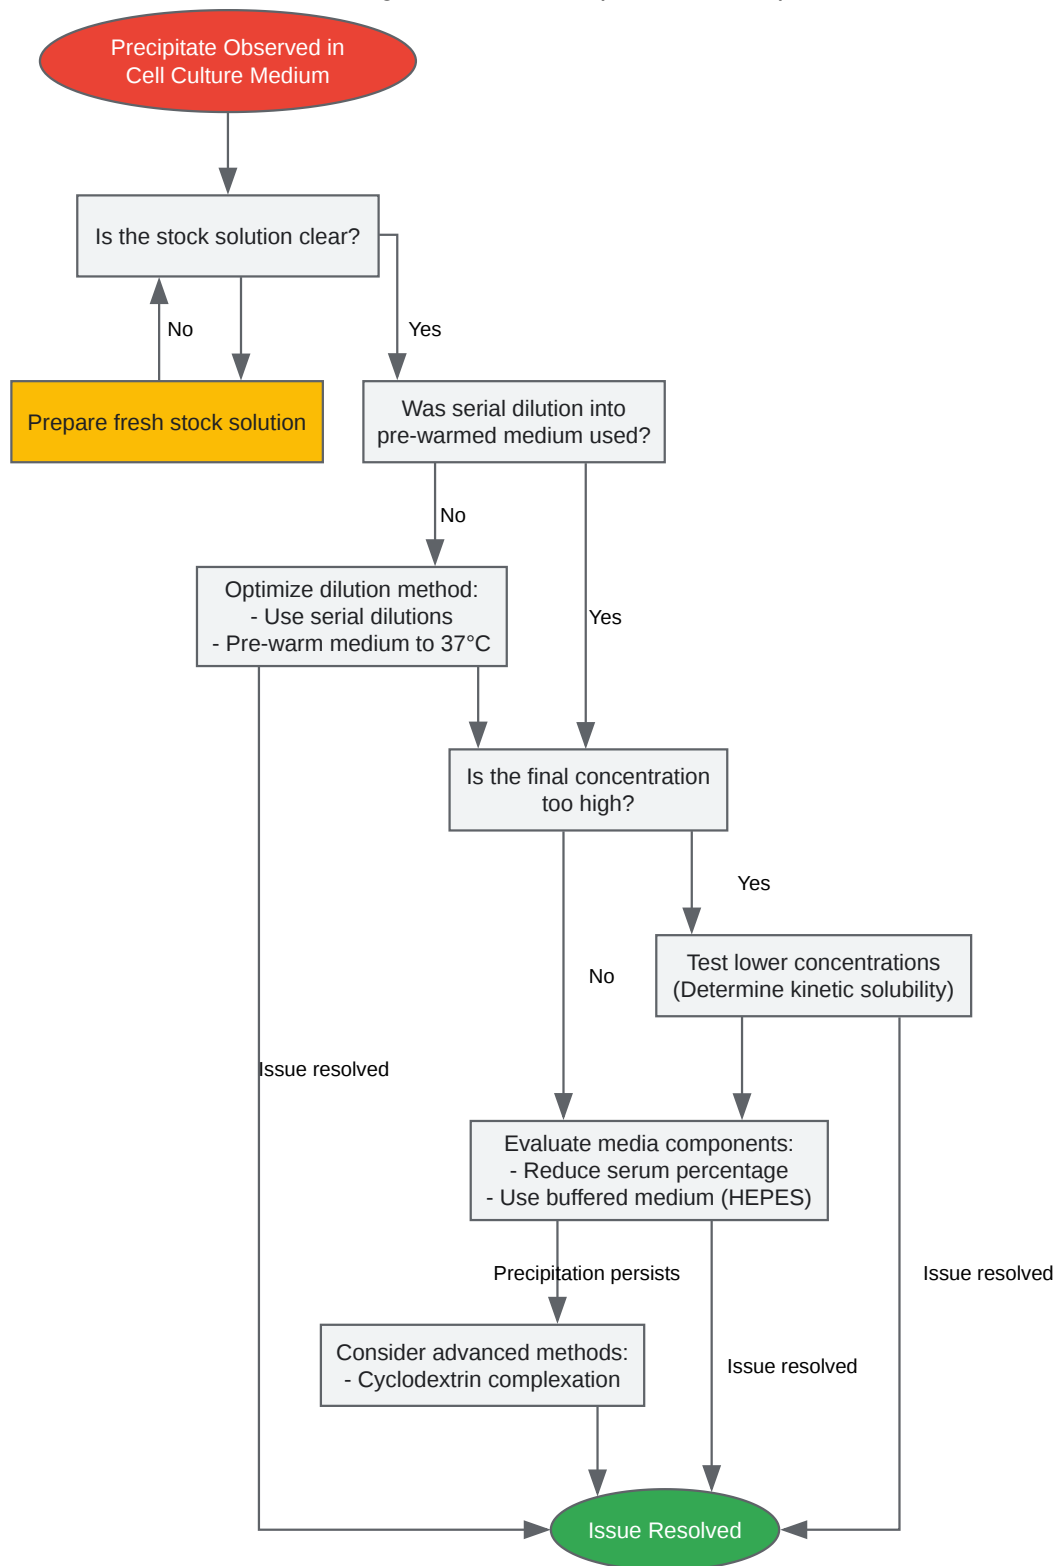 Precipitate Observed in
Cell Culture Medium
Is the stock solution clear?
No
Yes
Prepare fresh stock solution
Was serial dilution into
pre-warmed medium used?
No
Optimize dilution method:
- Use serial dilutions
- Pre-warm medium to 37°C
Yes
Is the final concentration
too high?
Yes
Test lower concentrations
(Determine kinetic solubility)
No
Issue resolved
Evaluate media components:
- Reduce serum percentage
- Use buffered medium (HEPES)
Precipitation persists
Issue resolved
Consider advanced methods:
- Cyclodextrin complexation
Issue resolved
Issue Resolved